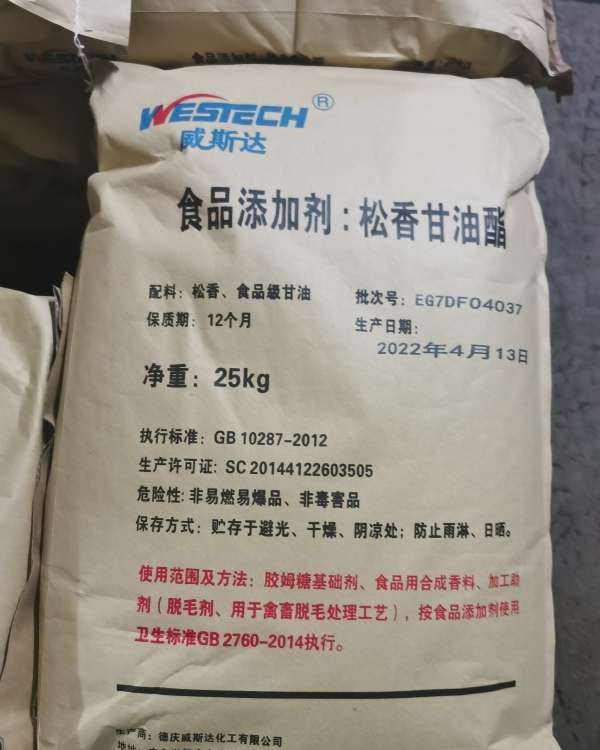 WESTECH®
威斯达
食品添加剂：松香甘油酯
配料：松香、食品级甘油
保质期：12个月
批次号：EG7DFO4037
生产日期：
2022年4月13日
净重：25kg
执行标准：GB 10287-2012
生产许可证：SC 20144122603505
危险性：非易燃易爆品、非毒害品
保存方式：贮存于避光、干燥、阴凉处；防止雨淋、日晒。
使用范围及方法：胶姆糖基础剂、食品用合成香料、加工助
剂（脱毛剂、用于禽畜脱毛处理工艺），按食品添加剂使用
卫生标准GB 2760-2014执行。
生产商：德庆威斯达化工有限公司